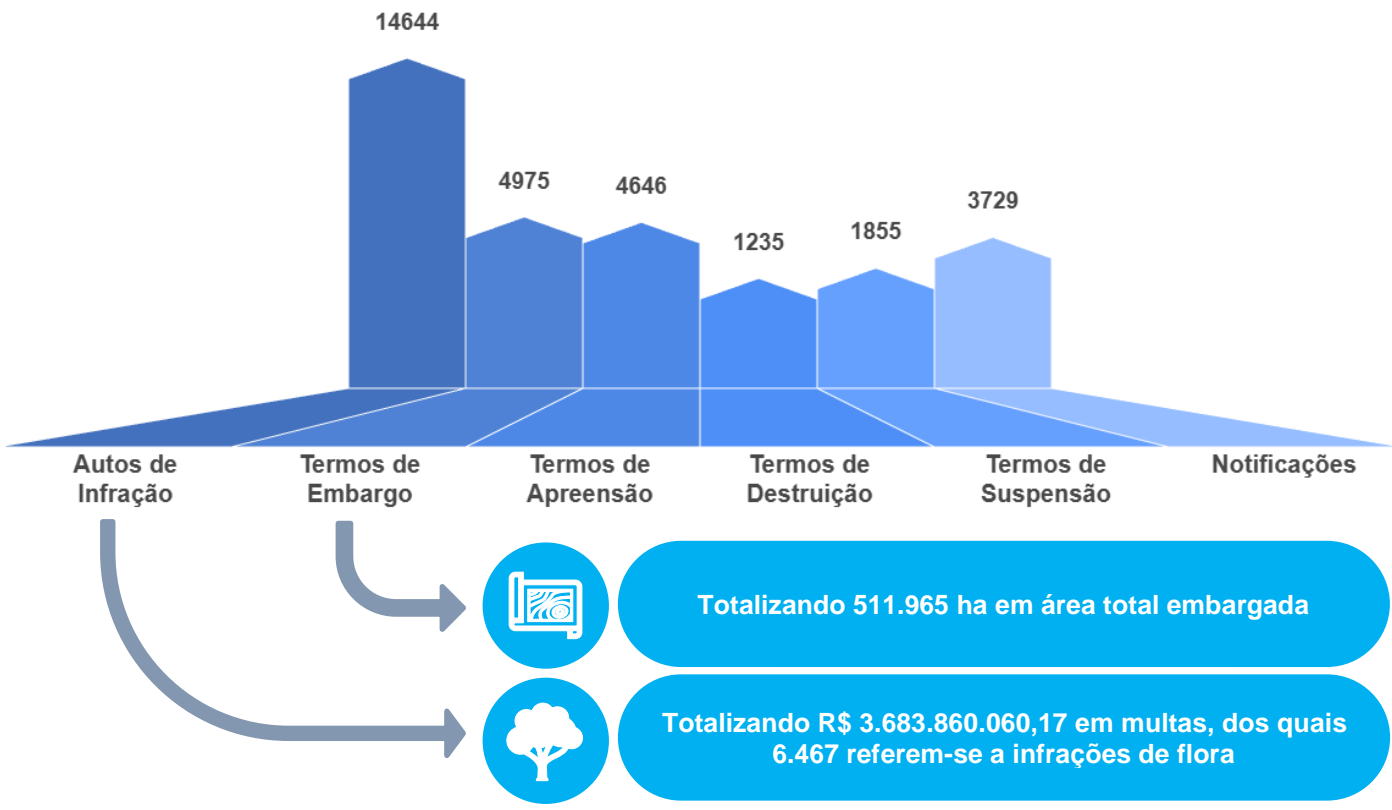 14644
4975
4646
1235
1855
3729
Autos de
Infração
Termos de
Embargo
Termos de
Apreensão
Termos de
Destruição
Termos de
Suspensão
Notificações
Totalizando 511.965 ha em área total embargada
Totalizando R$ 3.683.860.060,17 em multas, dos quais
6.467 referem-se a infrações de flora